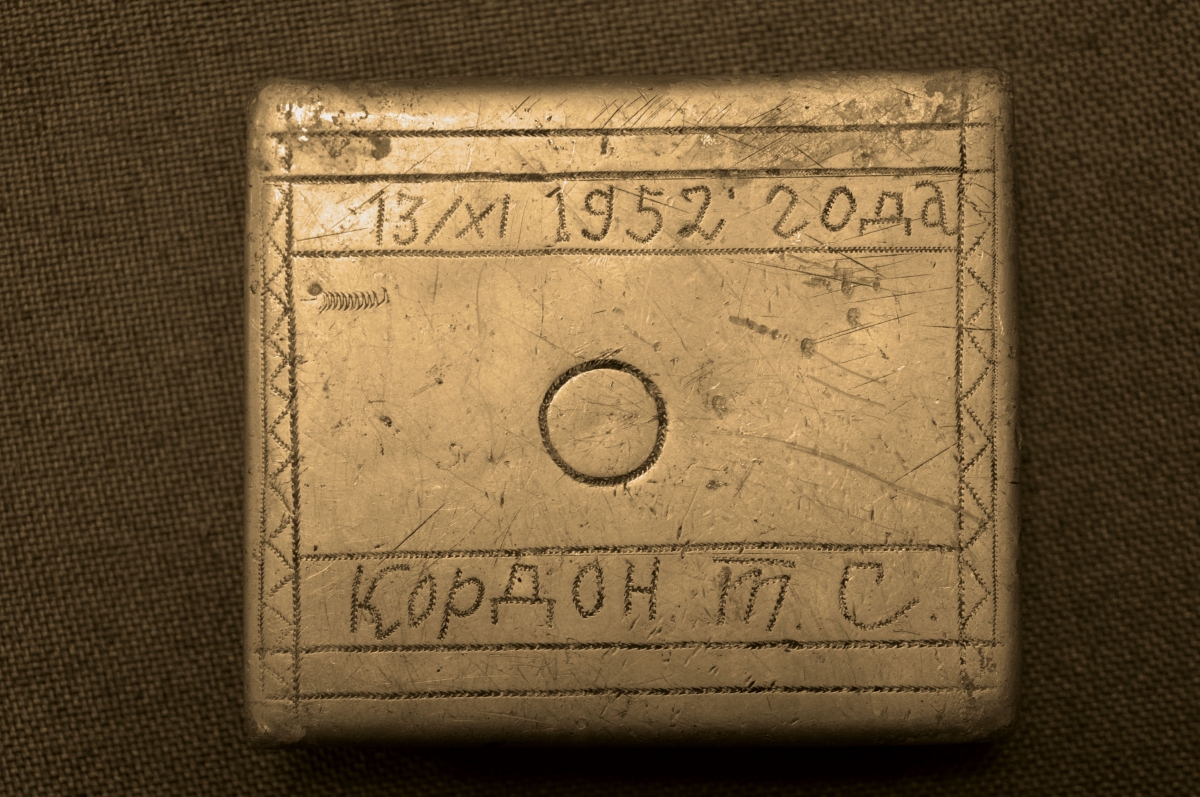 13/XI 1952 года
Кордон Т. С.